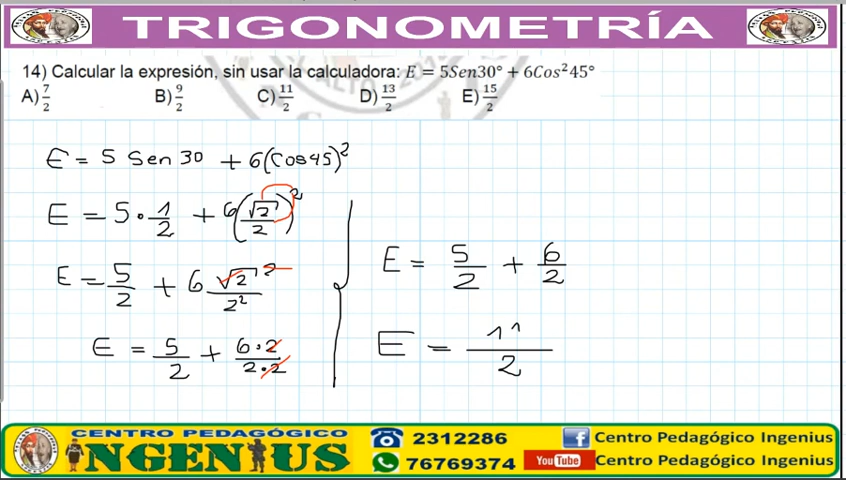 TRIGONOMETRÍA
14) Calcular la expresión, sin usar la calculadora: E = 5Sen30° + 6Cos²45°
A) 7/2 B) 9/2 C) 11/2 D) 13/2 E) 15/2
E = 5 Sen 30 + 6(Cos 45)²
E = 5 · 1/2 + 6(√2/2)²
E = 5/2 + 6 √2²/2²
E = 5/2 + 6·2/2·2
E = 5/2 + 6/2
E = 11/2
CENTRO PEDAGÓGICO
INGENIUS
2312286
76769374
f Centro Pedagógico Ingenius
YouTube Centro Pedagógico Ingenius